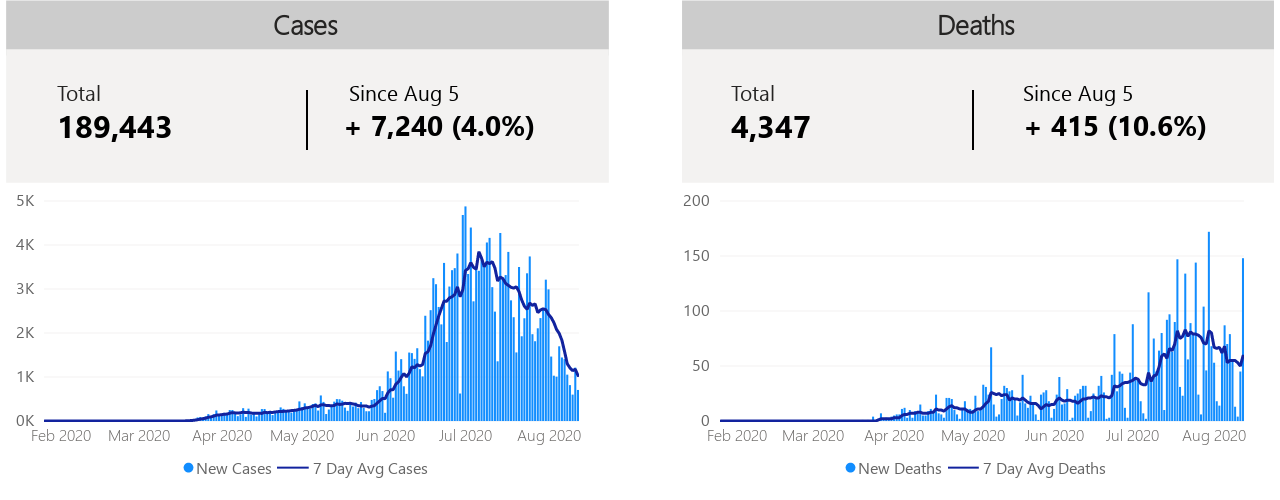 Cases
Total
189,443
Since Aug 5
+ 7,240 (4.0%)
5K
4K
3K
2K
1K
0K
Feb 2020 Mar 2020 Apr 2020 May 2020 Jun 2020 Jul 2020 Aug 2020
New Cases 7 Day Avg Cases
Deaths
Total
4,347
Since Aug 5
+ 415 (10.6%)
200
150
100
50
0
Feb 2020 Mar 2020 Apr 2020 May 2020 Jun 2020 Jul 2020 Aug 2020
New Deaths 7 Day Avg Deaths